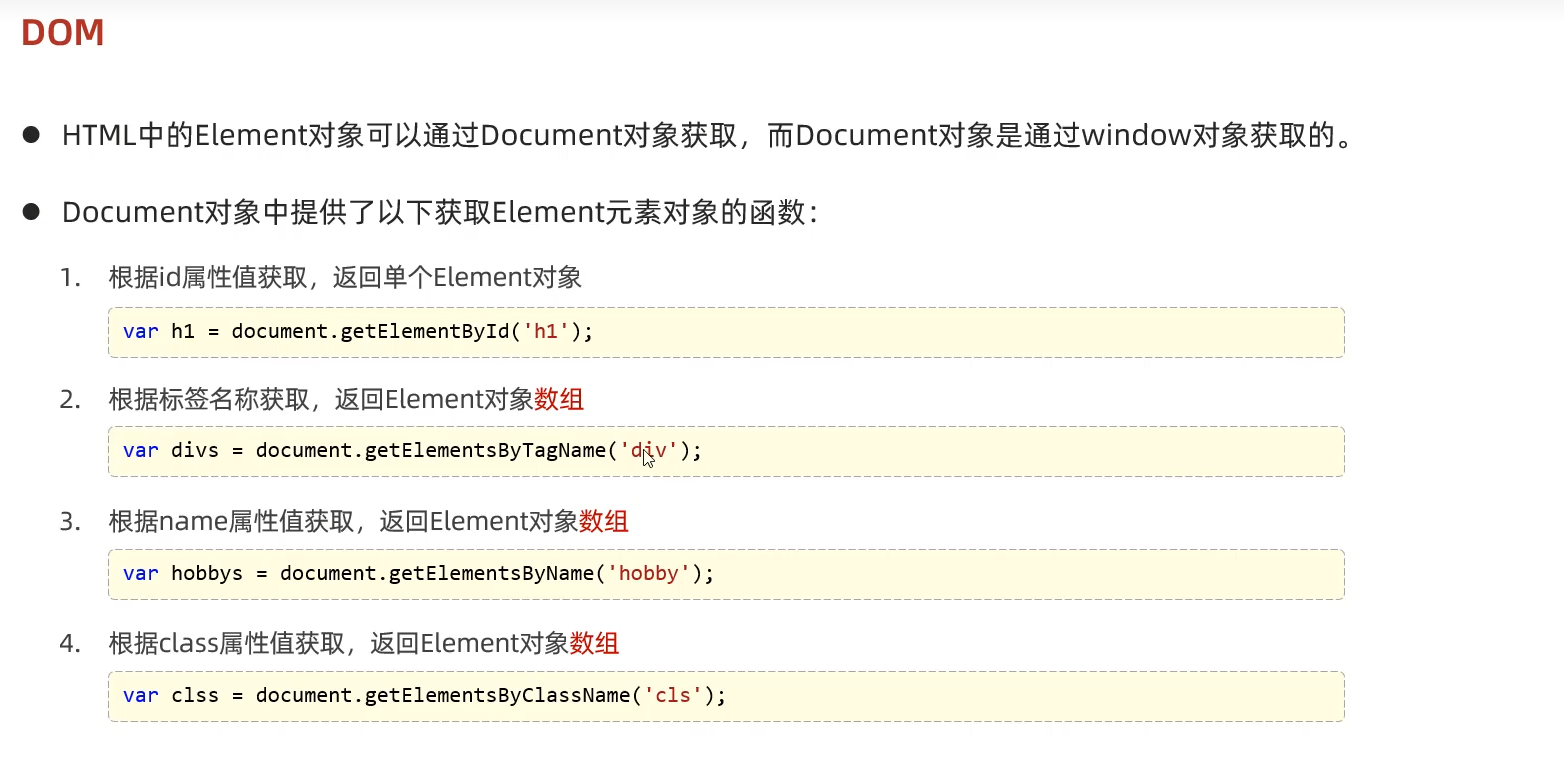 DOM
● HTML中的Element对象可以通过Document对象获取，而Document对象是通过window对象获取的。
● Document对象中提供了以下获取Element元素对象的函数：
1. 根据id属性值获取，返回单个Element对象
var h1 = document.getElementById('h1');
2. 根据标签名称获取，返回Element对象数组
var divs = document.getElementsByTagName('div');
3. 根据name属性值获取，返回Element对象数组
var hobbys = document.getElementsByName('hobby');
4. 根据class属性值获取，返回Element对象数组
var clss = document.getElementsByClassName('cls');